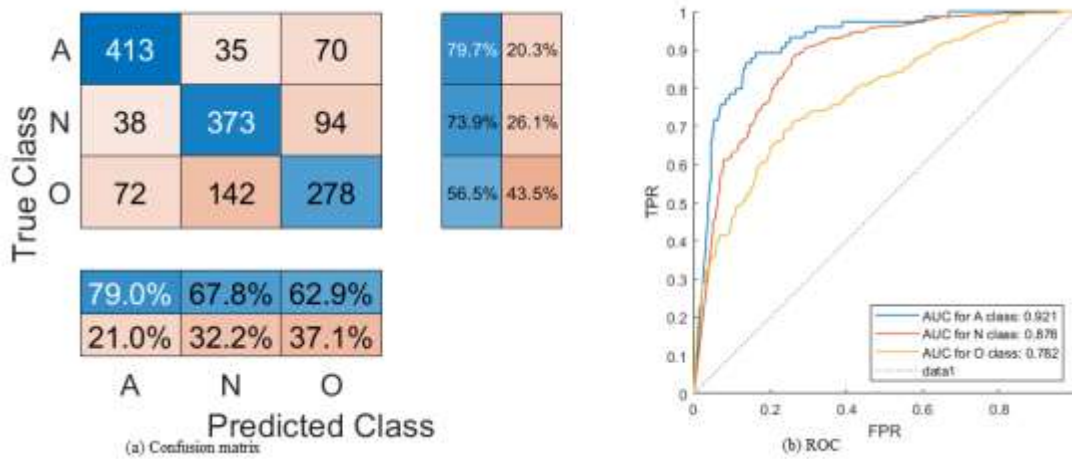 True Class
A 413 35 70 79.7% 20.3%
N 38 373 94 73.9% 26.1%
O 72 142 278 56.5% 43.5%
79.0% 67.8% 62.9%
21.0% 32.2% 37.1%
A N O
Predicted Class
(a) Confusion matrix
TPR
1
0.9
0.8
0.7
0.6
0.5
0.4
0.3
0.2
0.1
0
0 0.2 0.4 0.6 0.8
FPR
AUC for A class: 0.921
AUC for N class: 0.876
AUC for O class: 0.782
data1
(b) ROC